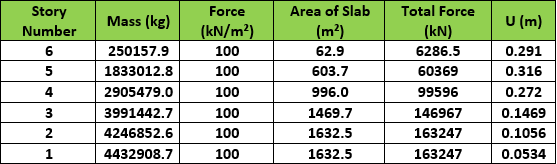 Story Number Mass (kg) Force (kN/m²) Area of Slab (m²) Total Force (kN) U (m)
6 250157.9 100 62.9 6286.5 0.291
5 1833012.8 100 603.7 60369 0.316
4 2905479.0 100 996.0 99596 0.272
3 3991442.7 100 1469.7 146967 0.1469
2 4246852.6 100 1632.5 163247 0.1056
1 4432908.7 100 1632.5 163247 0.0534